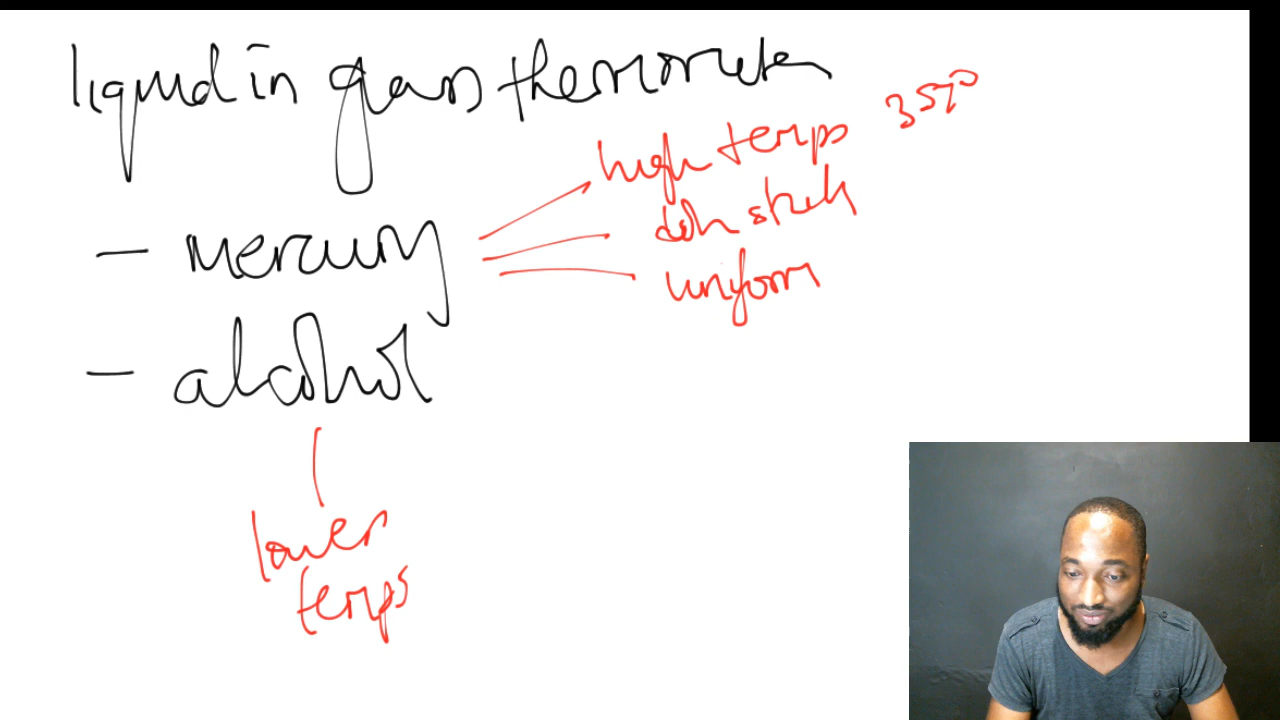 liquid in glass thermometer
high temps 357°
- mercury
doh stick
uniform
- alcohol
lower
temps